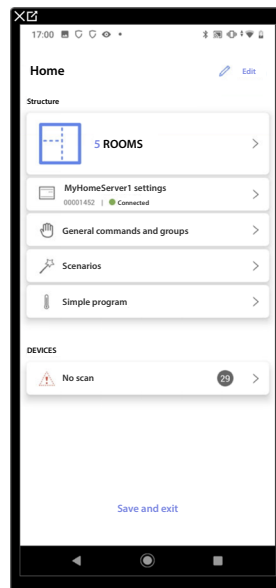 17:00
Home
Edit
Structure
5 ROOMS
MyHomeServer1 settings
00001452 | Connected
General commands and groups
Scenarios
Simple program
DEVICES
No scan
29
Save and exit